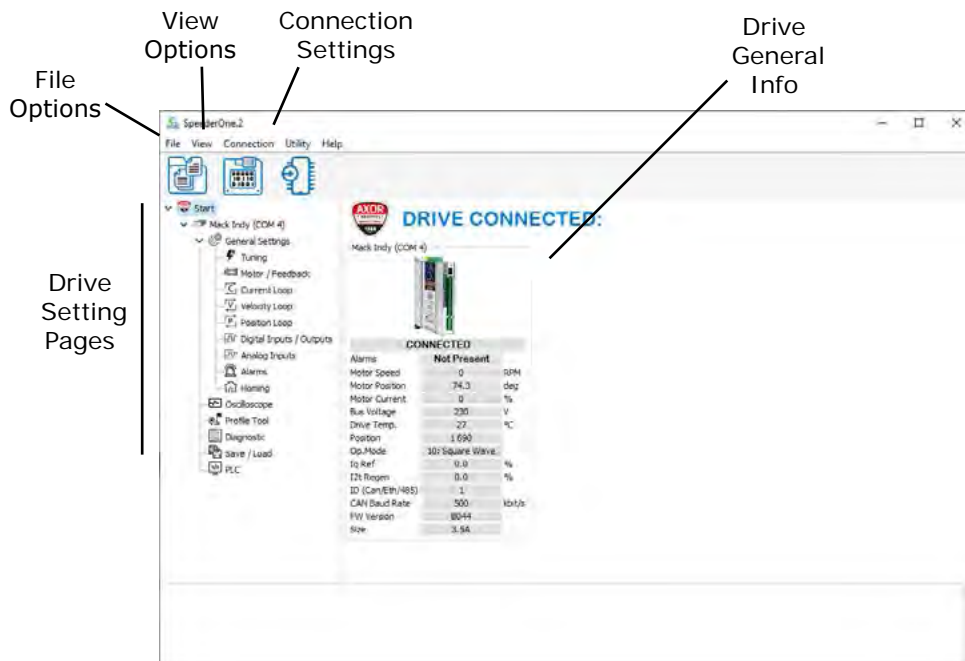 View
Options
Connection
Settings
Drive
General
Info
File
Options
SpeederOne.2
File View Connection Utility Help
Start
Mack Indy (COM 4)
General Settings
Tuning
Motor / Feedback
Current Loop
Velocity Loop
Position Loop
Digital Inputs / Outputs
Analog Inputs
Alarms
Homing
Oscilloscope
Profile Tool
Diagnostic
Save / Load
PLC
Drive
Setting
Pages
AXOR
DRIVE CONNECTED:
Mack Indy (COM 4)
CONNECTED
Alarms Not Present
Motor Speed 0 RPM
Motor Position 74.3 deg
Motor Current 0 %
Bus Voltage 230 V
Drive Temp. 27 °C
Position 1690
Op.Mode 10: Square Wave
Iq Ref 0.0 %
I2t Regen 0.0 %
ID (Can/Eth/485) 1
CAN Baud Rate 500 kbit/s
FW Version 8044
Size 3.5A